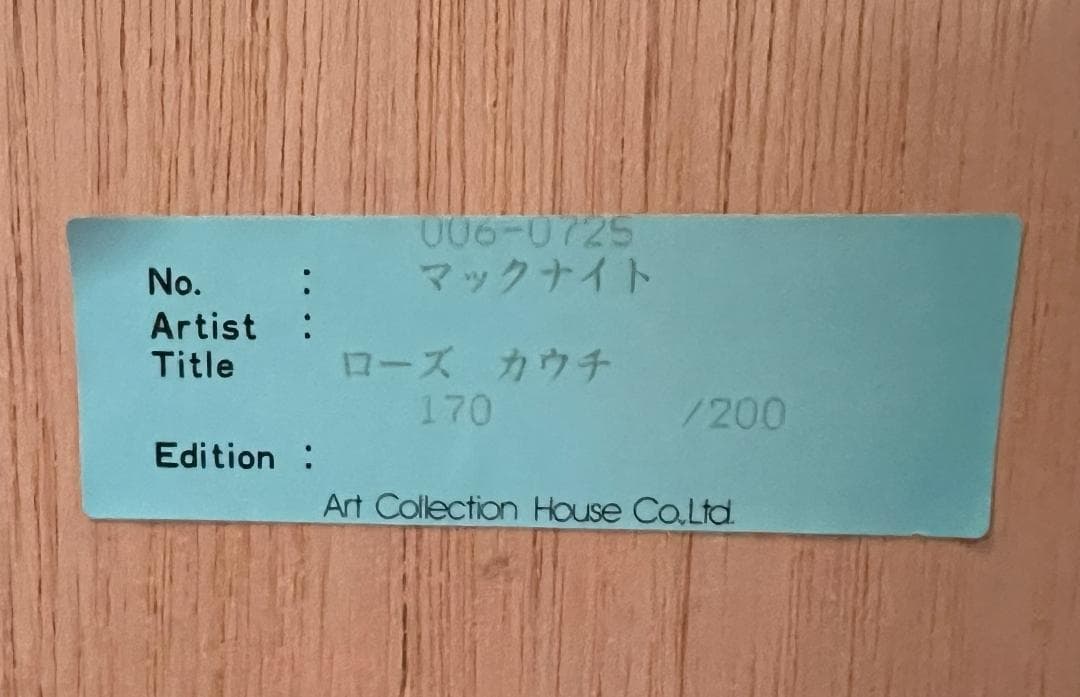 006-0725
No. : マックナイト
Artist :
Title ローズ カウチ
170 /200
Edition :
Art Collection House Co.,Ltd.